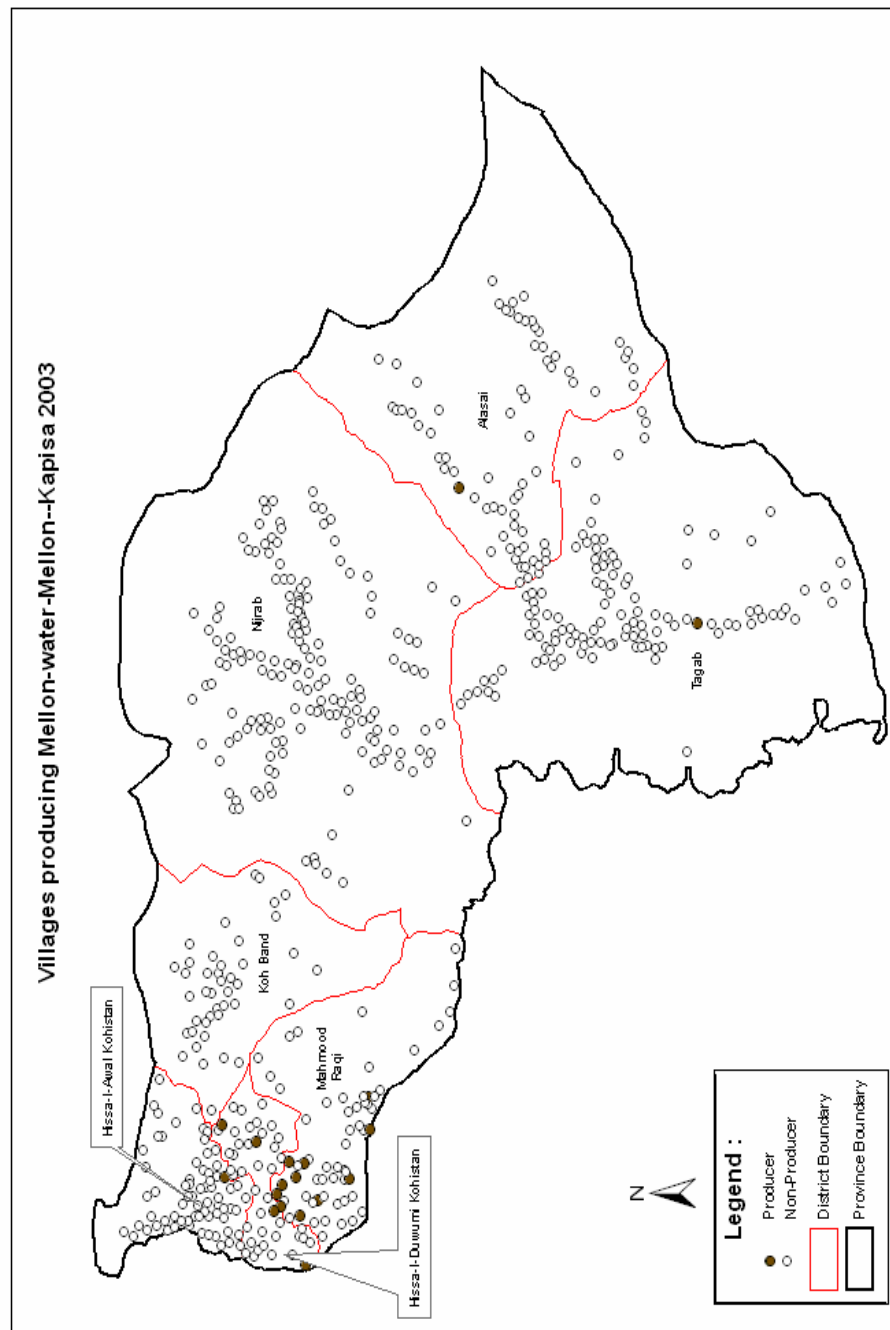 Villages producing Mellon-water-Mellon--Kapisa 2003
Hissa-I-Awal Kohistan
Koh Band
Nijrab
Alasai
Mahmood
Raqi
Tagab
Hissa-I-Duwumi Kohistan
N
Legend :
Producer
Non-Producer
District Boundary
Province Boundary